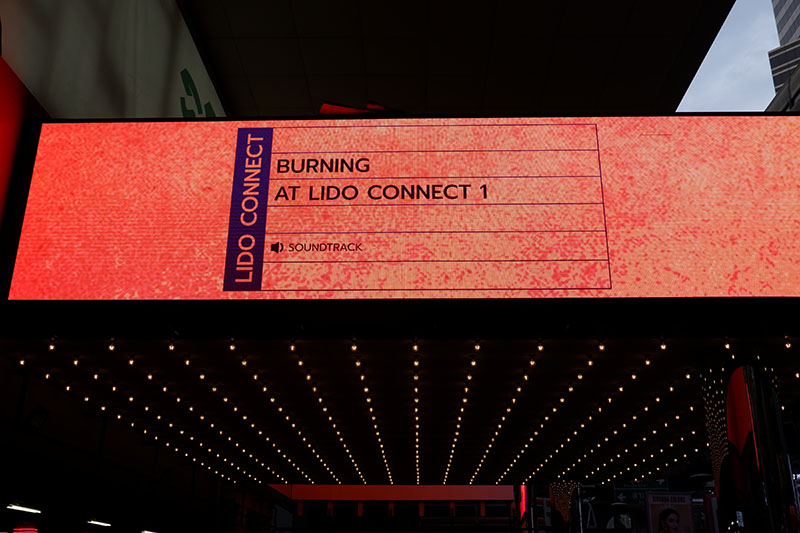 LIDO CONNECT
BURNING
AT LIDO CONNECT 1
SOUNDTRACK